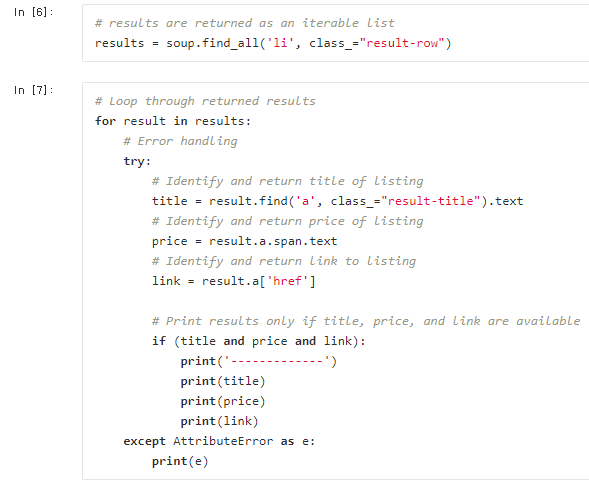 In [6]:
# results are returned as an iterable list
results = soup.find_all('li', class_="result-row")
In [7]:
# Loop through returned results
for result in results:
    # Error handling
    try:
        # Identify and return title of listing
        title = result.find('a', class_="result-title").text
        # Identify and return price of listing
        price = result.a.span.text
        # Identify and return link to listing
        link = result.a['href']

        # Print results only if title, price, and link are available
        if (title and price and link):
            print('-------------')
            print(title)
            print(price)
            print(link)
    except AttributeError as e:
        print(e)